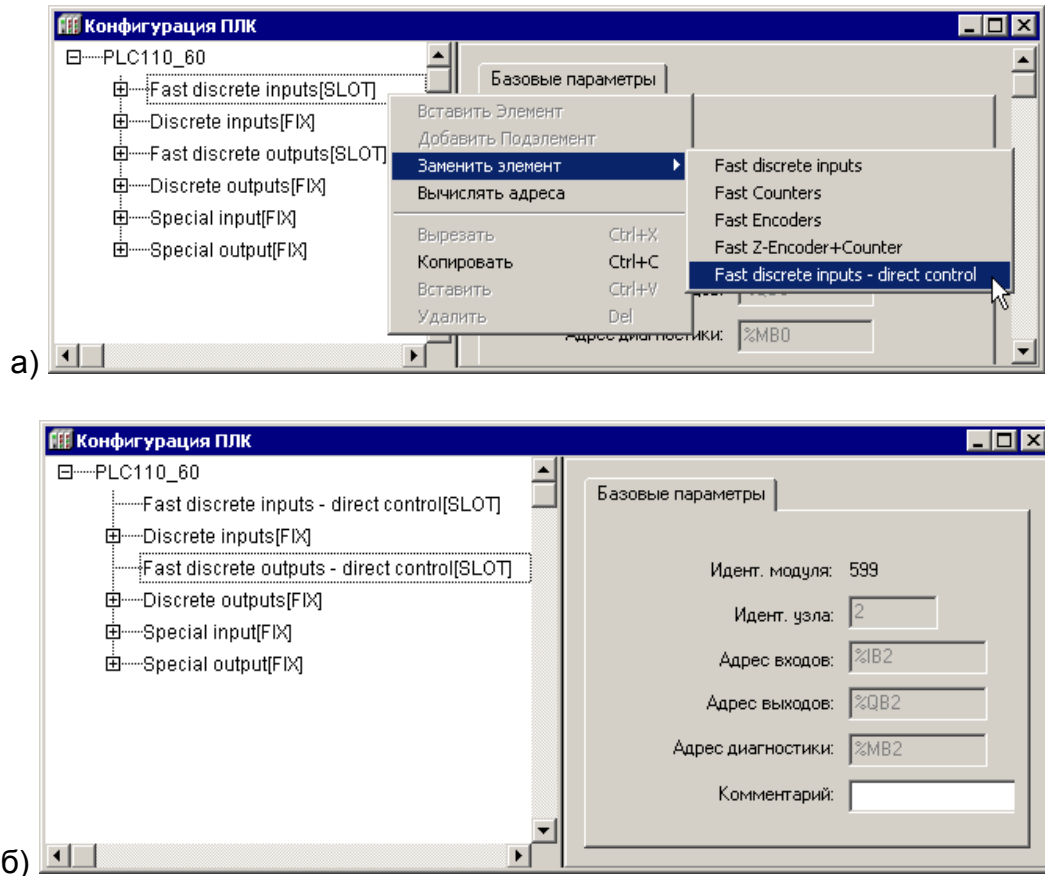 Конфигурация ПЛК
PLC110_60
Fast discrete inputs[SLOT]
Discrete inputs[FIX]
Fast discrete outputs[SLOT]
Discrete outputs[FIX]
Special input[FIX]
Special output[FIX]
Базовые параметры
Вставить Элемент
Добавить Подэлемент
Заменить элемент
Вычислять адреса
Вырезать Ctrl+X
Копировать Ctrl+C
Вставить Ctrl+V
Удалить Del
Fast discrete inputs
Fast Counters
Fast Encoders
Fast Z-Encoder+Counter
Fast discrete inputs - direct control
Адрес диагностики: %MB0
а)
Конфигурация ПЛК
PLC110_60
Fast discrete inputs - direct control[SLOT]
Discrete inputs[FIX]
Fast discrete outputs - direct control[SLOT]
Discrete outputs[FIX]
Special input[FIX]
Special output[FIX]
Базовые параметры
Идент. модуля: 599
Идент. узла: 2
Адрес входов: %IB2
Адрес выходов: %QB2
Адрес диагностики: %MB2
Комментарий:
б)